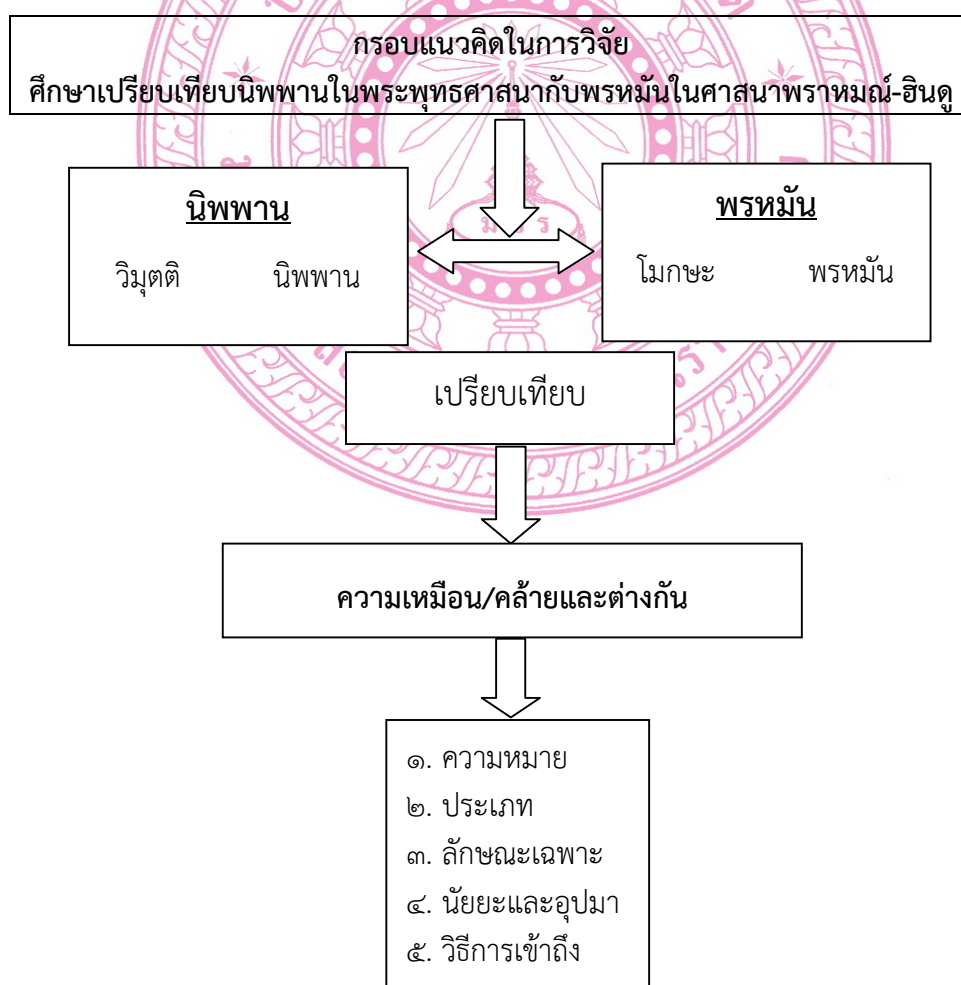 กรอบแนวคิดในการวิจัย
ศึกษาเปรียบเทียบนิพพานในพระพุทธศาสนากับพรหมันในศาสนาพราหมณ์-ฮินดู
นิพพาน
วิมุตติ นิพพาน
พรหมัน
โมกษะ พรหมัน
ม จ ร
เปรียบเทียบ
ความเหมือน/คล้ายและต่างกัน
๑. ความหมาย
๒. ประเภท
๓. ลักษณะเฉพาะ
๔. นัยยะและอุปมา
๕. วิธีการเข้าถึง